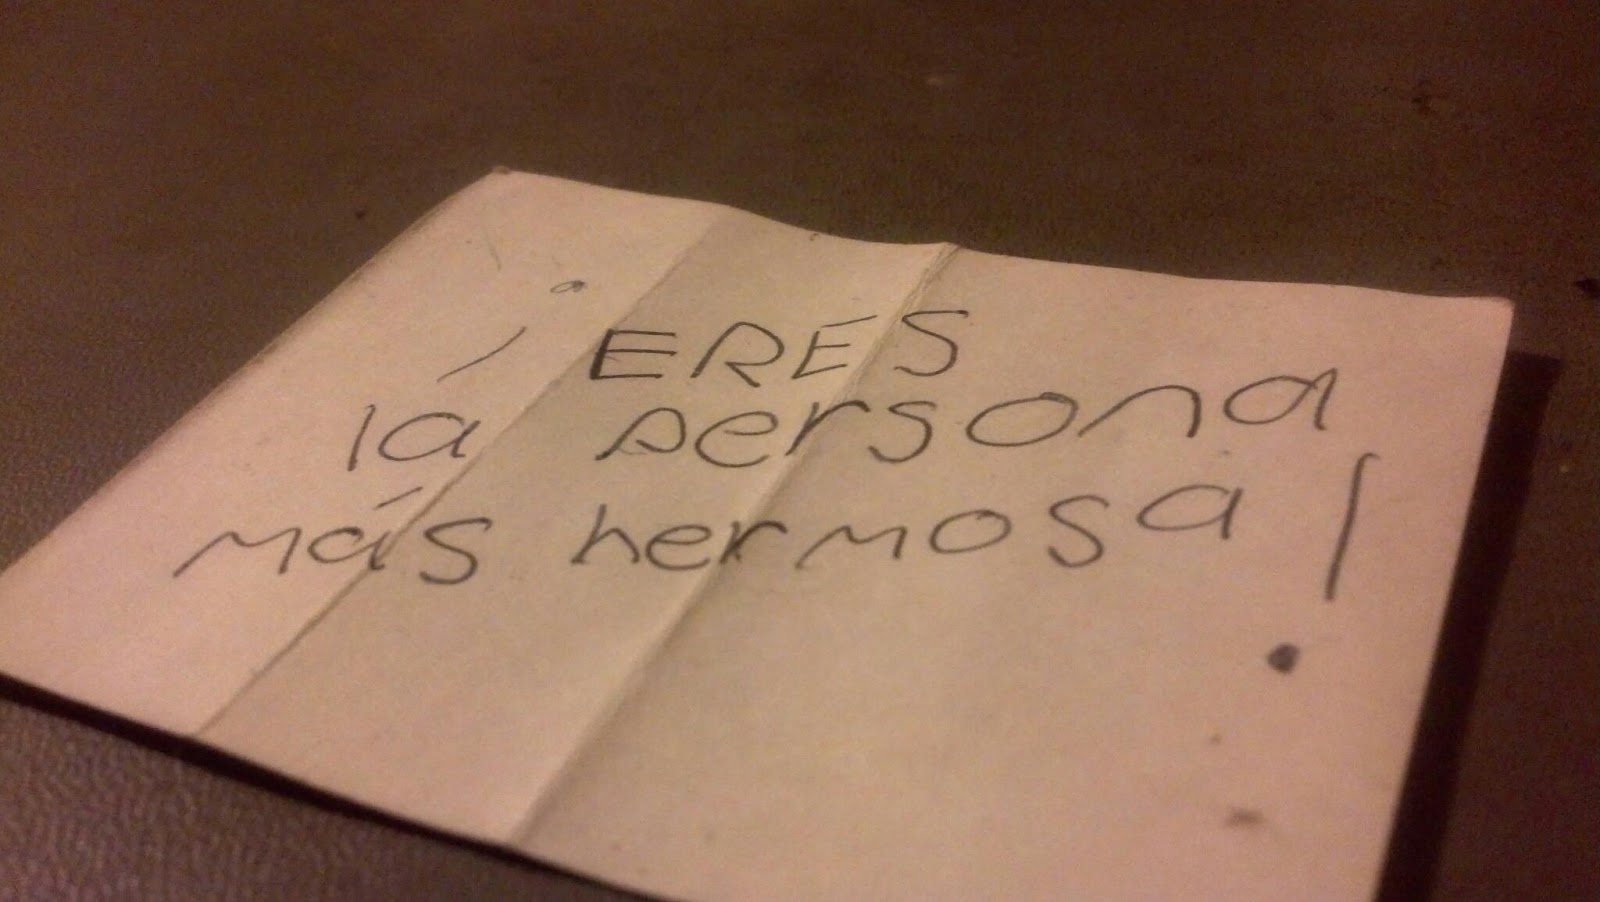 ¡ERES
la persona
más hermosa!